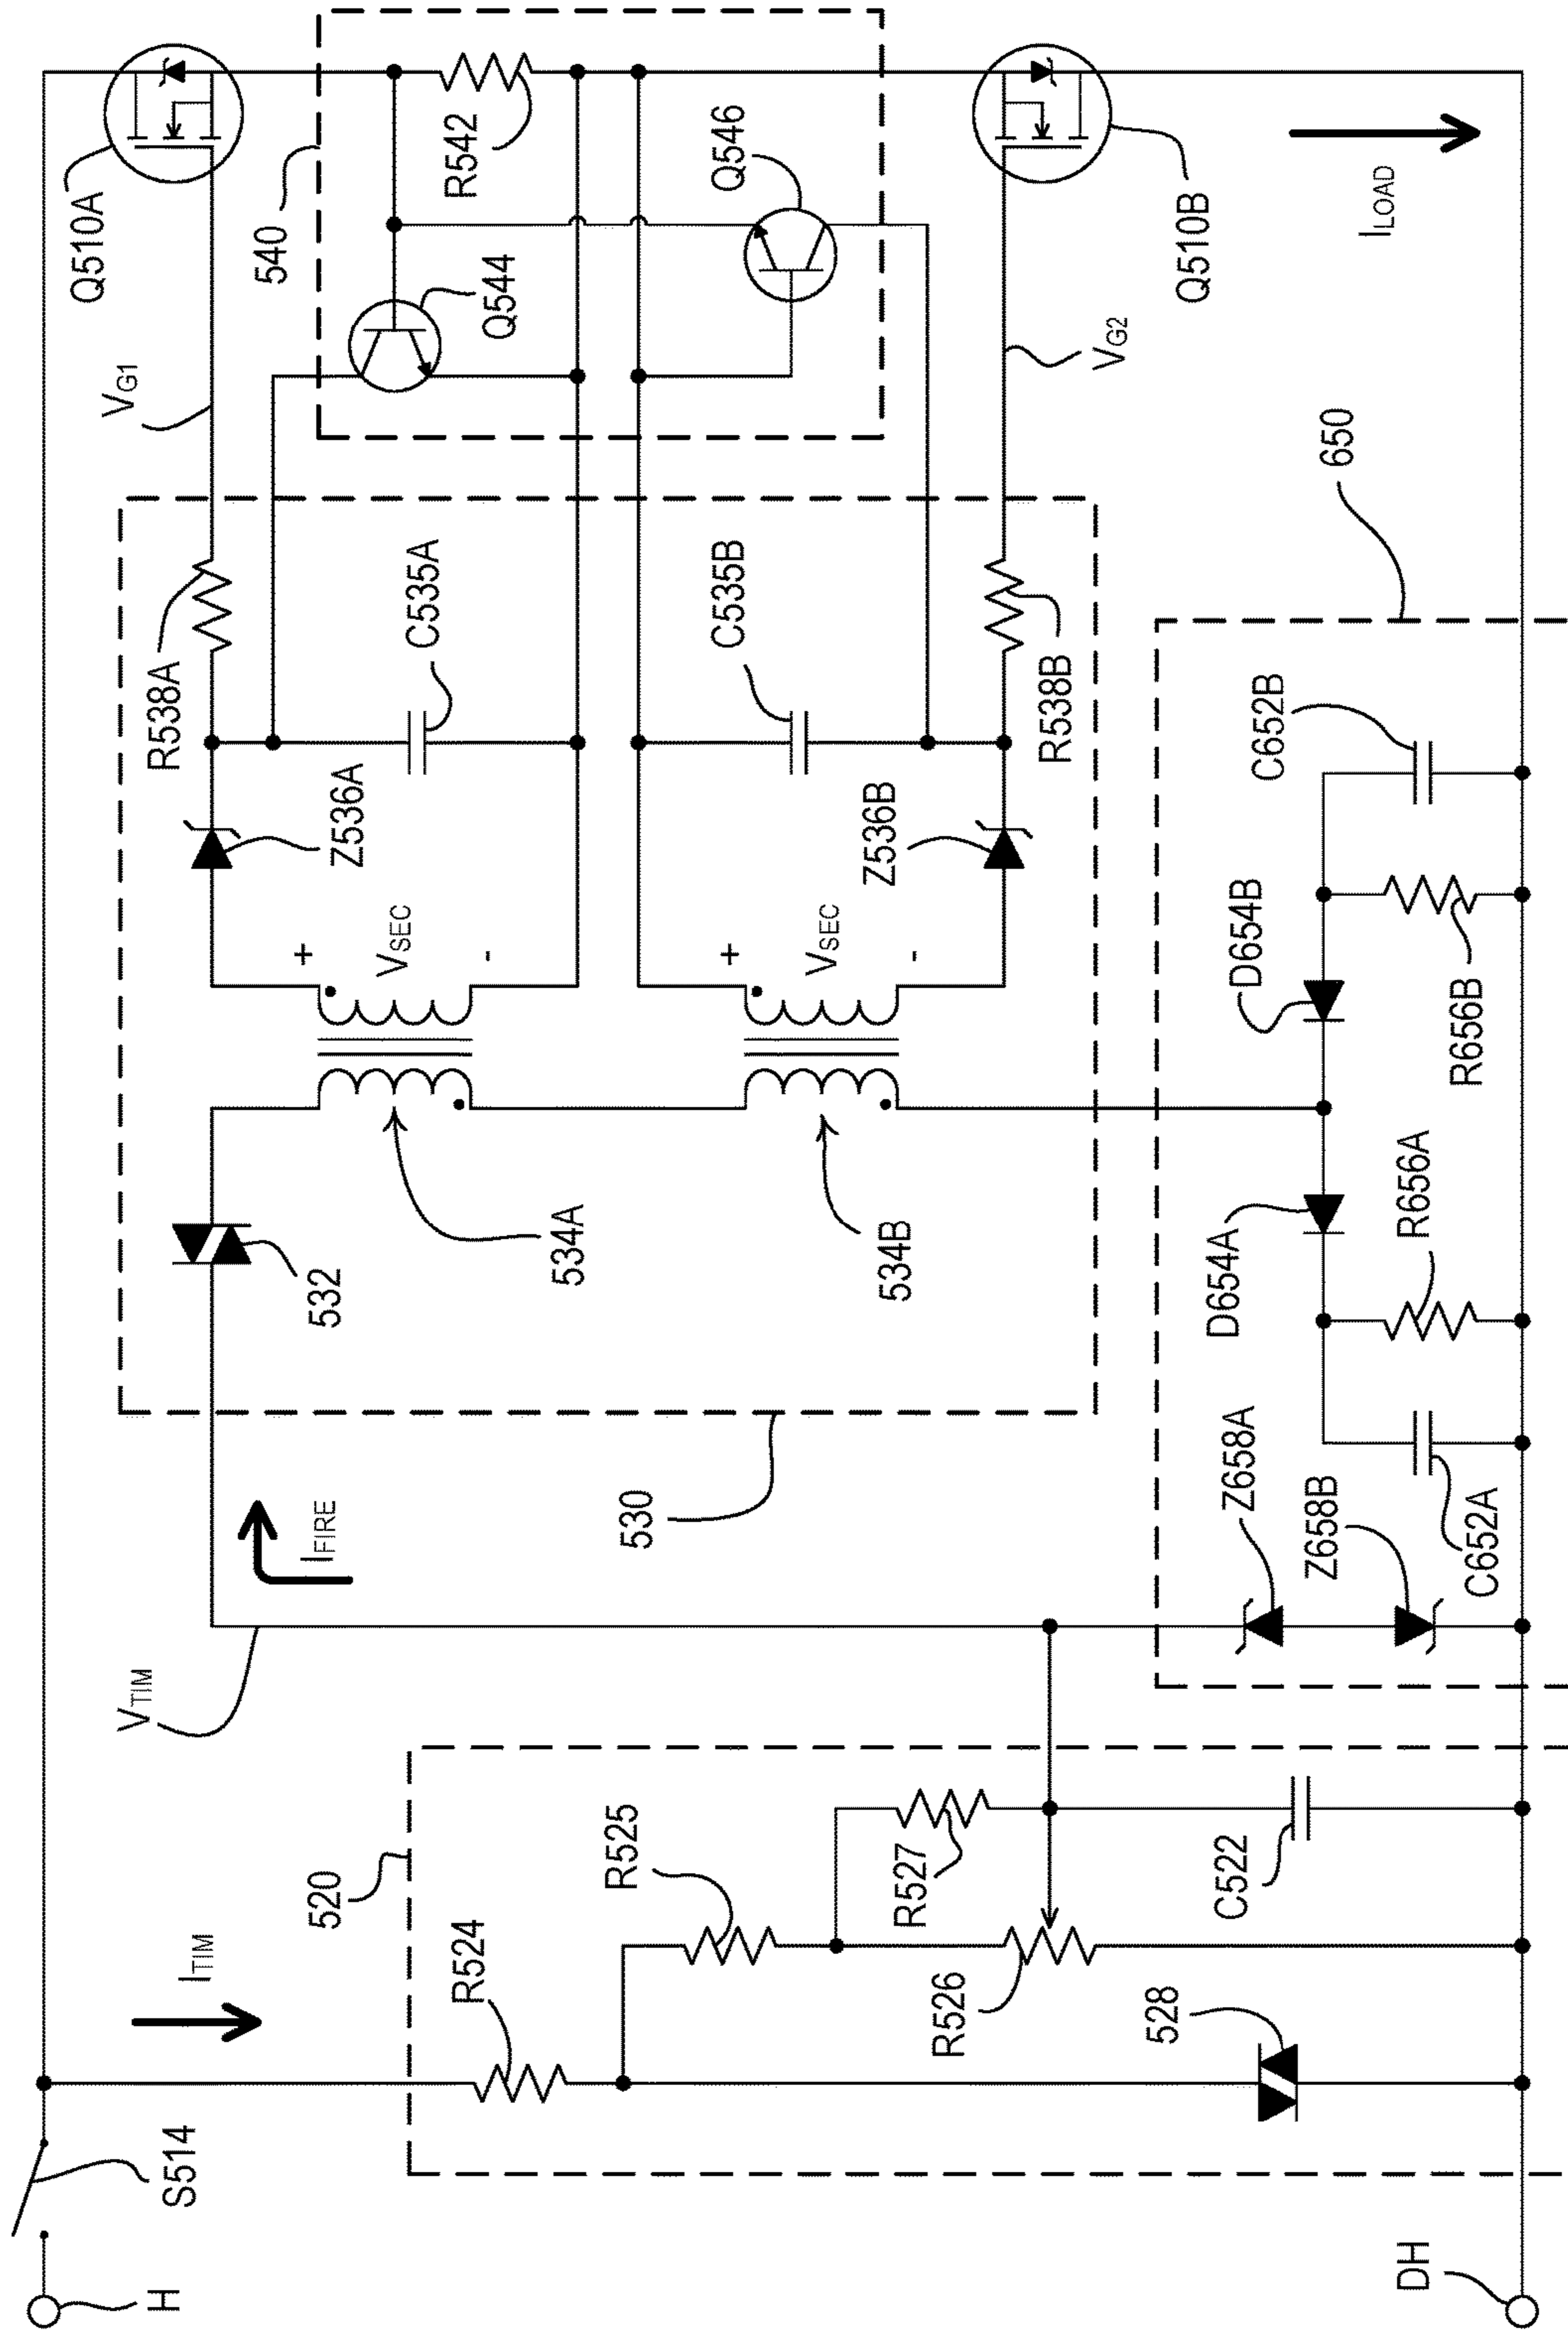 H
S514
DH
I_TIM
520
R524
R525
R527
R526
C522
528
V_TIM
I_FIRE
530
Z658A
Z658B
C652A
532
534A
534B
D654A
R656A
+
V_SEC
-
+
V_SEC
-
D654B
R656B
Z536A
Z536B
C652B
R538A
C535A
C535B
R538B
650
V_G1
V_G2
540
Q544
Q510A
R542
Q546
Q510B
I_LOAD